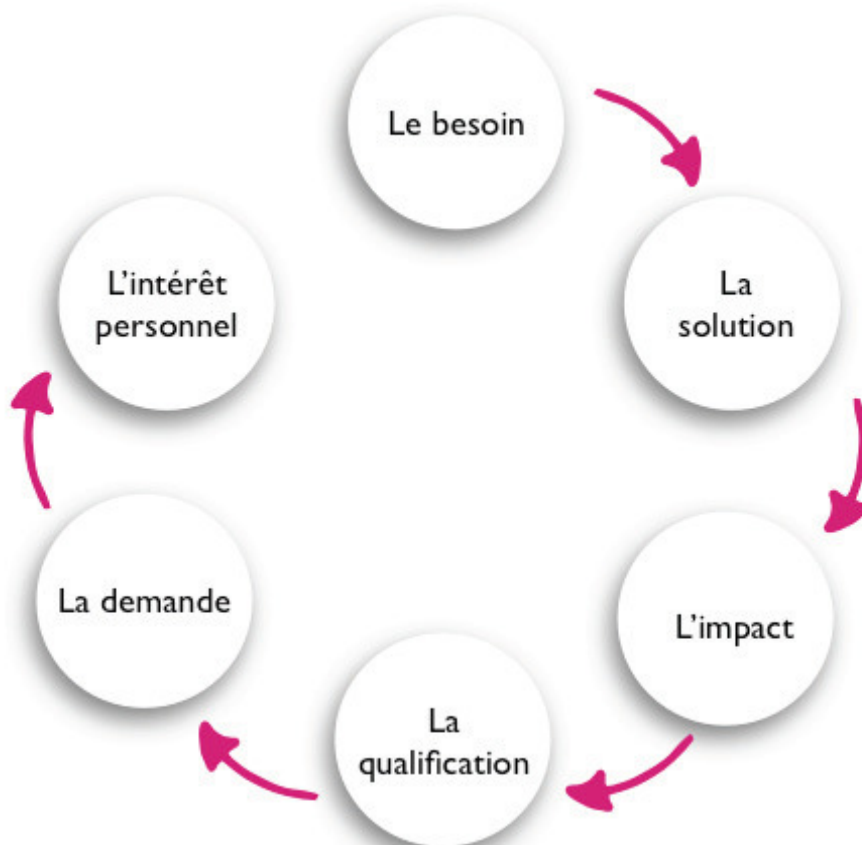 Le besoin
La
solution
L'impact
La
qualification
La demande
L'intérêt
personnel